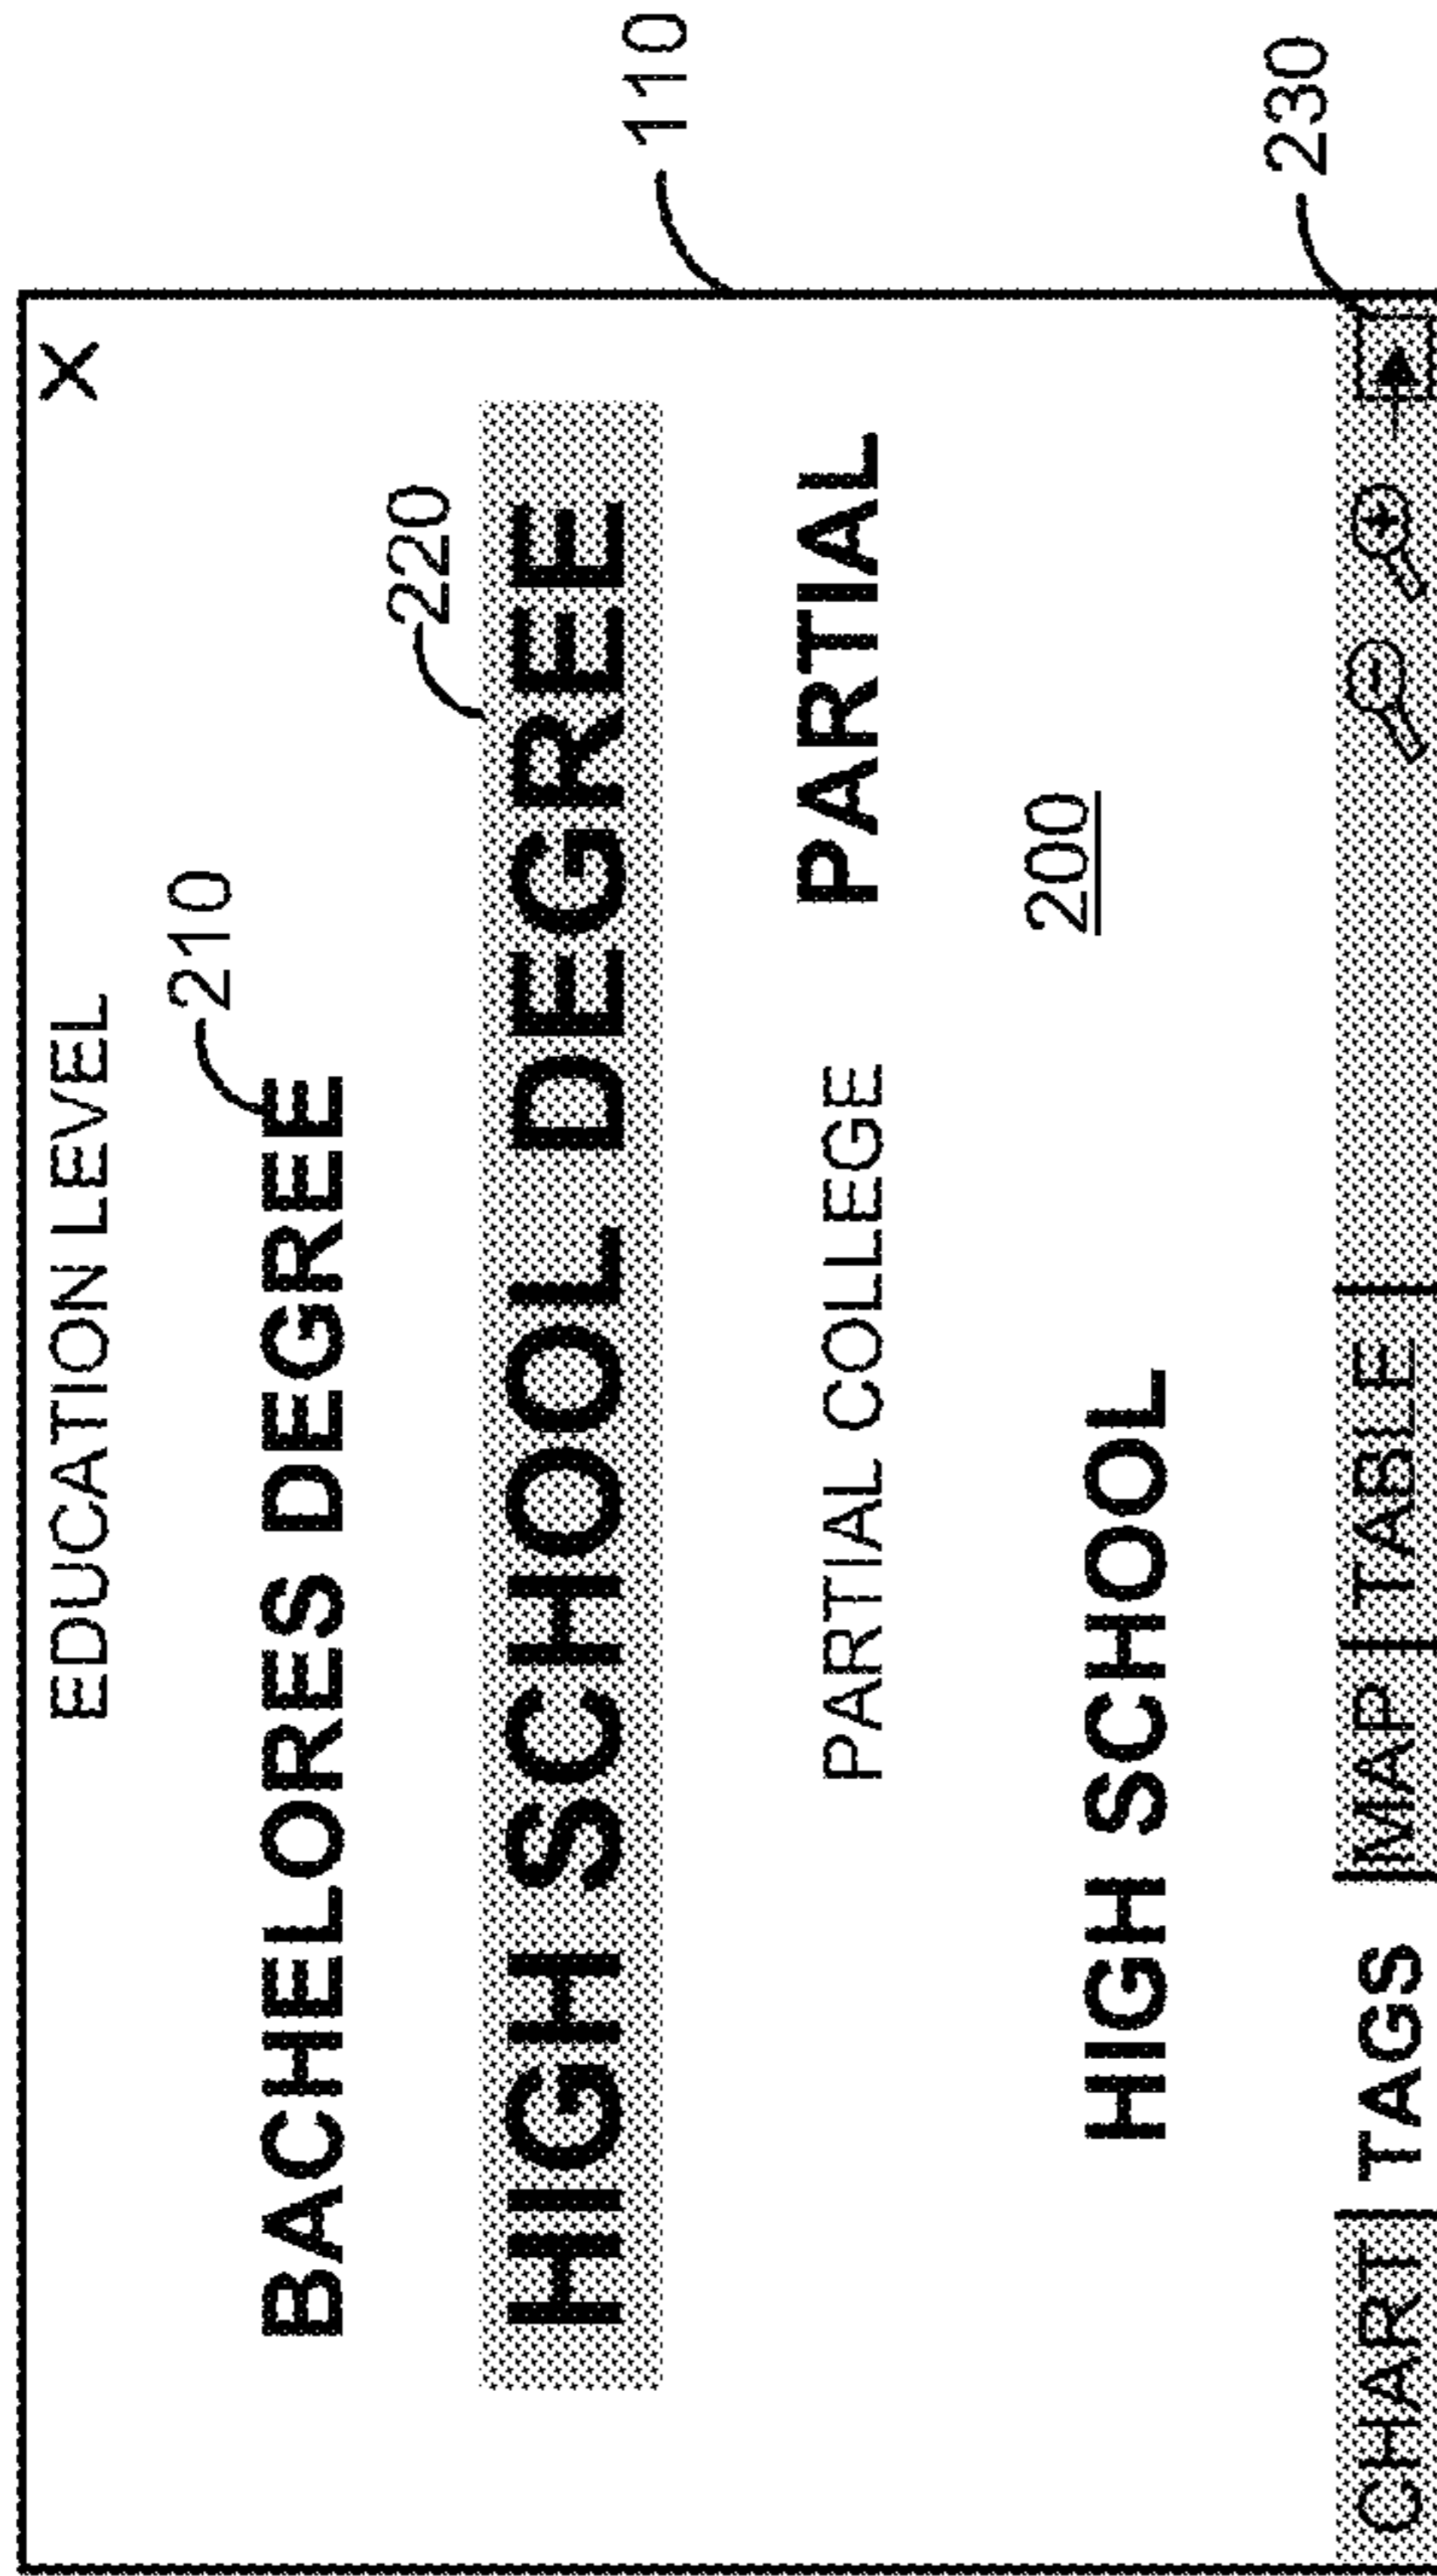 EDUCATION LEVEL X
110
210
BACHELORES DEGREE
220
HIGH SCHOOL DEGREE
PARTIAL COLLEGE PARTIAL
200
HIGH SCHOOL
230
CHART TAGS MAP TABLE